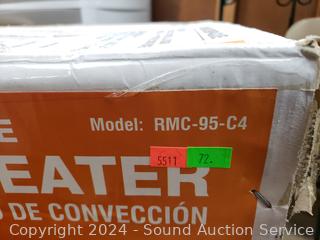 E
Model: RMC-95-C4
5511
72.
EATER
O DE CONVECCIÓN
Copyright 2024 - Sound Auction Service